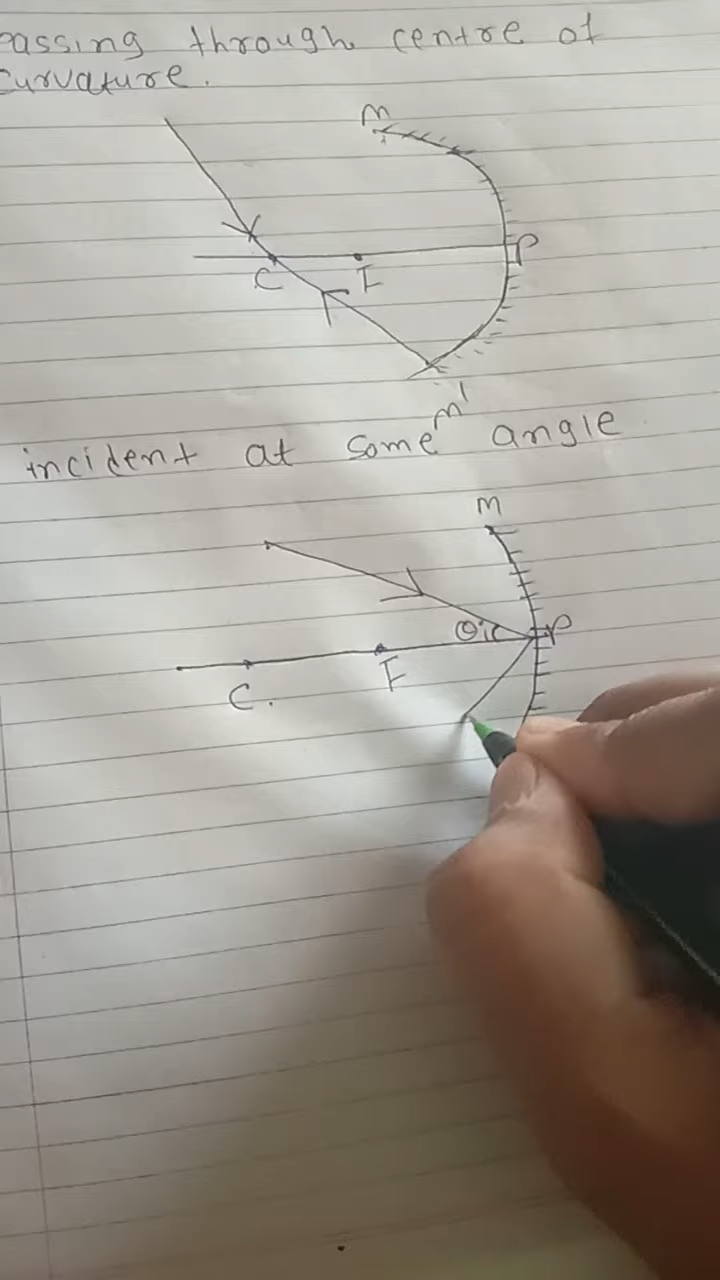 passing through centre of
curvature.
M
P
C F
M'
incident at some angle
M
θi P
F
C.